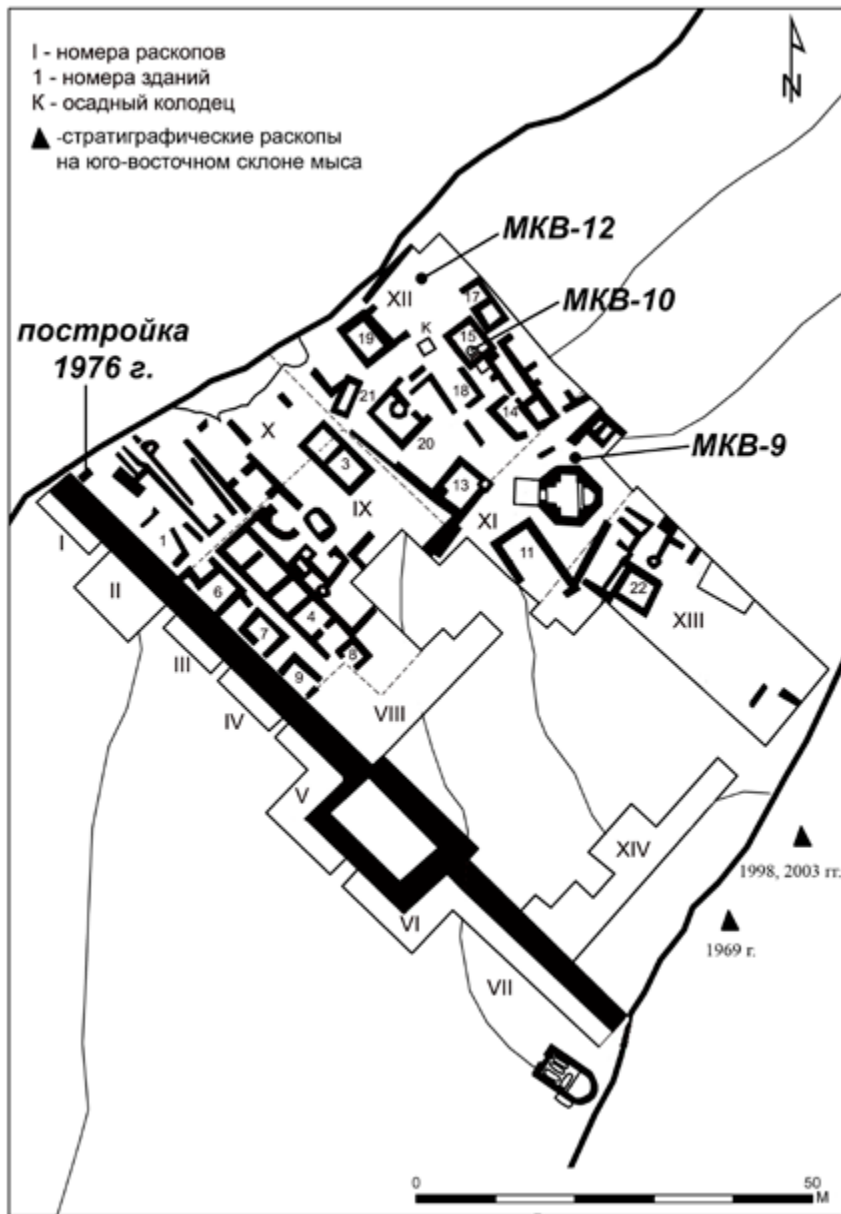 I - номера раскопов
1 - номера зданий
К - осадный колодец
-стратиграфические раскопы
на юго-восточном склоне мыса
N
МКВ-12
XII
17
МКВ-10
19
К
15
постройка
1976 г.
21
18
14
X
20
МКВ-9
3
13
IX
XI
I
1
11
II
6
4
22
7
XIII
III
8
9
IV
VIII
V
XIV
1998, 2003 гг.
VI
1969 г.
VII
0
50
М